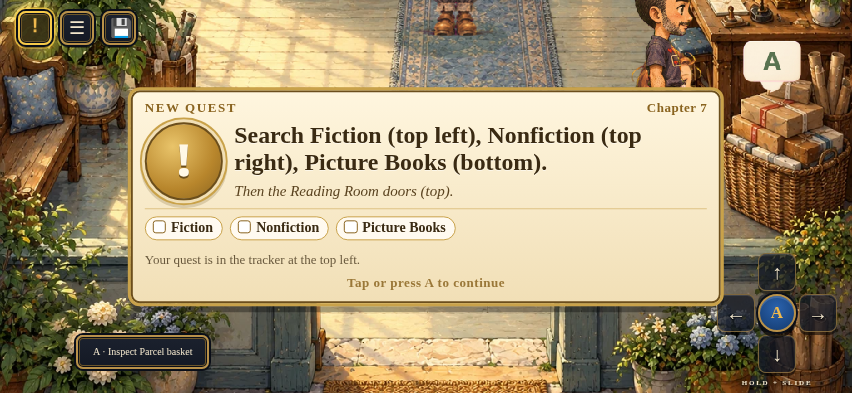 !
☰
A
NEW QUEST
Chapter 7
!
Search Fiction (top left), Nonfiction (top
right), Picture Books (bottom).
Then the Reading Room doors (top).
Fiction
Nonfiction
Picture Books
Your quest is in the tracker at the top left.
Tap or press A to continue
↑
← A →
↓
A · Inspect Parcel basket
HOLD + SLIDE